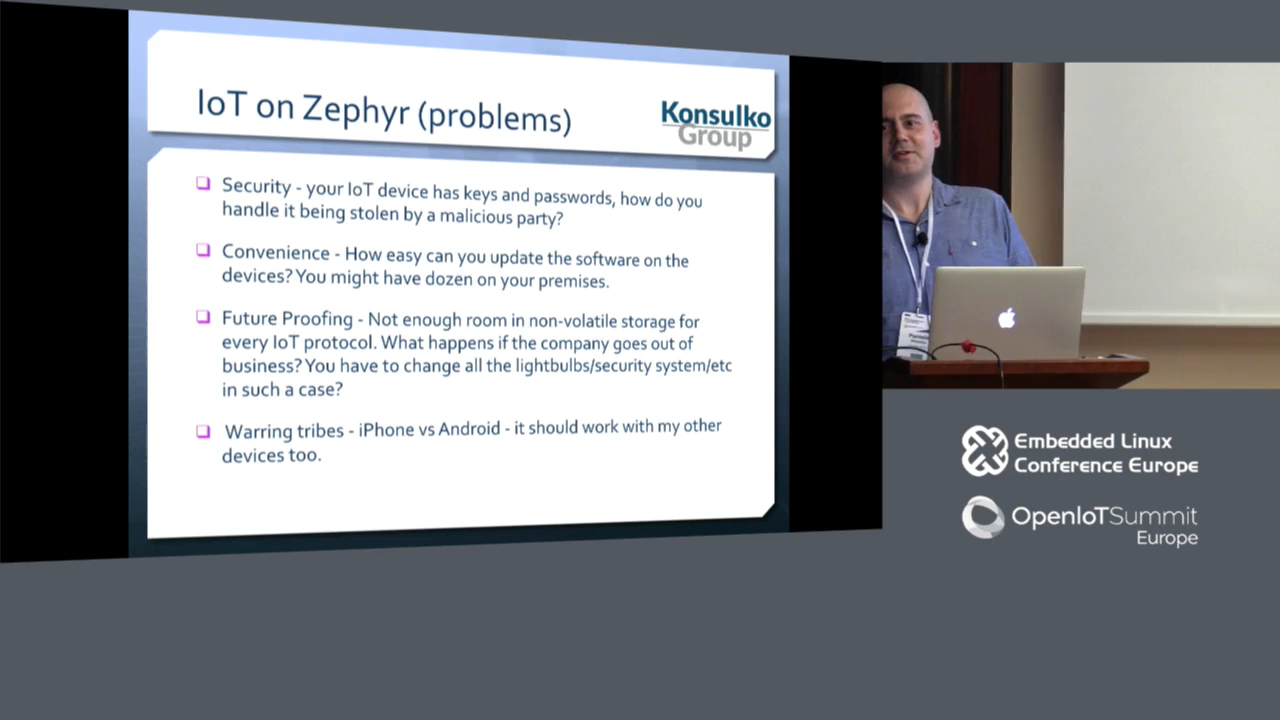 IoT on Zephyr (problems)
Konsulko
Group
Security - your IoT device has keys and passwords, how do you
handle it being stolen by a malicious party?
Convenience - How easy can you update the software on the
devices? You might have dozen on your premises.
Future Proofing - Not enough room in non-volatile storage for
every IoT protocol. What happens if the company goes out of
business? You have to change all the lightbulbs/security system/etc
in such a case?
Warring tribes - iPhone vs Android - it should work with my other
devices too.
Embedded Linux
Conference Europe
OpenIoTSummit
Europe